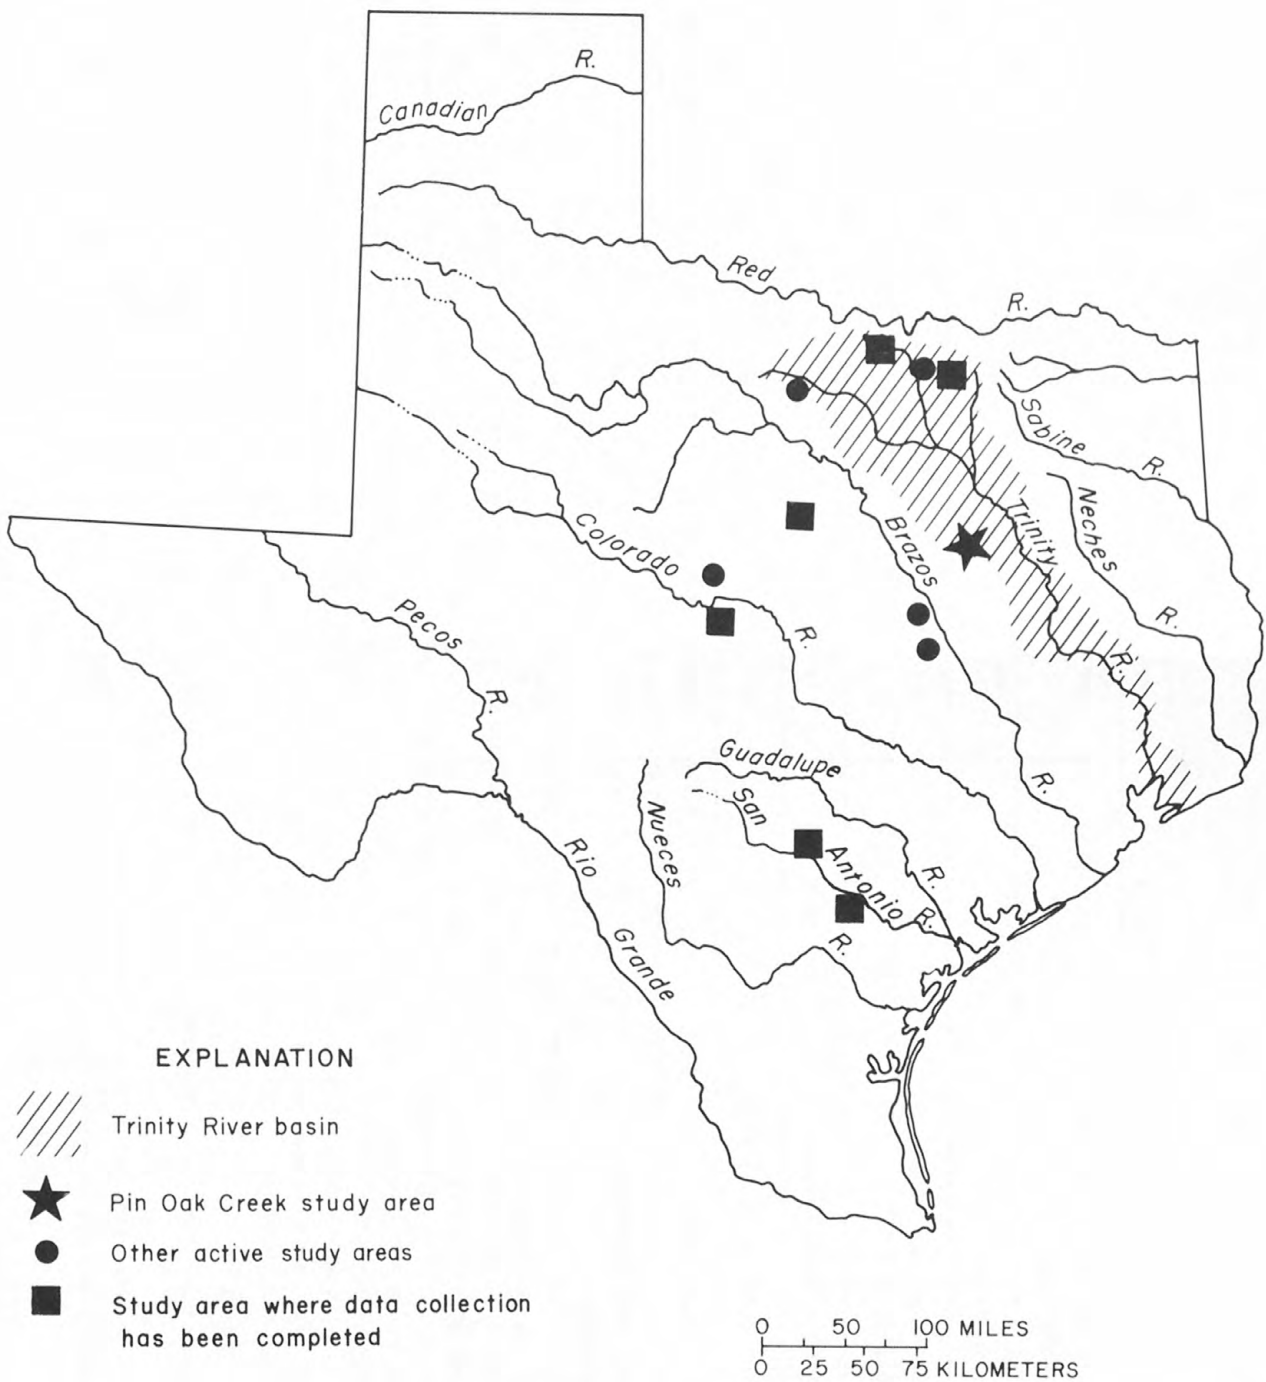 R.
Canadian
Red
R.
Sabine
R.
Trinity
Neches
Brazos
Colorado
Pecos
R.
R.
R.
R.
Guadalupe
R.
San
Nueces
Rio
Antonio
R.
R.
R.
Grande
EXPLANATION
Trinity River basin
Pin Oak Creek study area
Other active study areas
Study area where data collection
has been completed
0 50 100 MILES
0 25 50 75 KILOMETERS